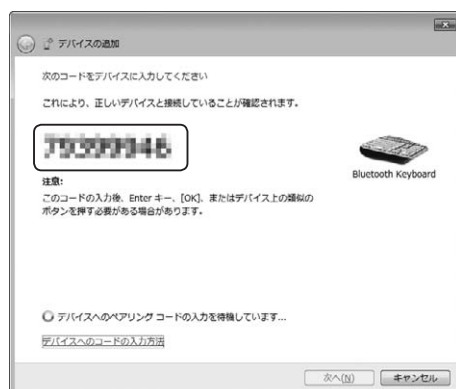 デバイスの追加
次のコードをデバイスに入力してください
これにより、正しいデバイスと接続していることが確認されます。
Bluetooth Keyboard
注意:
このコードの入力後、Enter キー、[OK]、またはデバイス上の類似の
ボタンを押す必要がある場合があります。
デバイスへのペアリング コードの入力を待機しています...
デバイスへのコードの入力方法
次へ(N) キャンセル